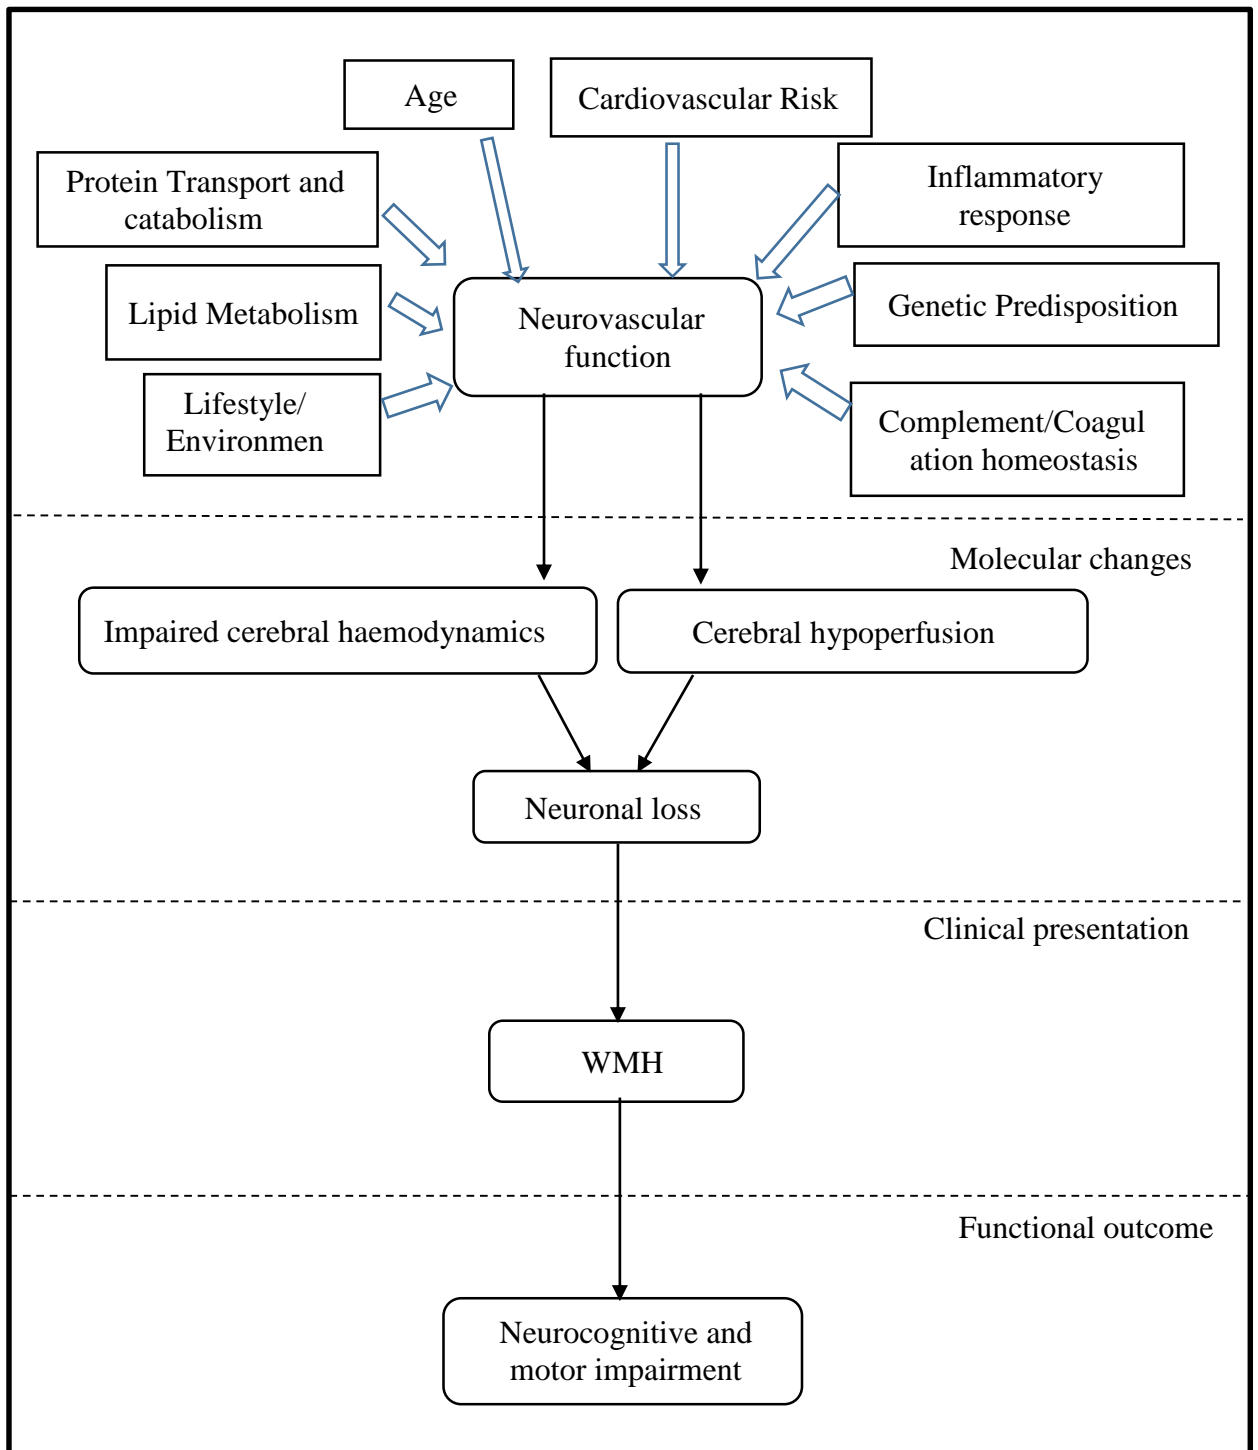 Age
Cardiovascular Risk
Protein Transport and
catabolism
Inflammatory
response
Lipid Metabolism
Neurovascular
function
Genetic Predisposition
Lifestyle/
Environmen
Complement/Coagul
ation homeostasis
Molecular changes
Impaired cerebral haemodynamics
Cerebral hypoperfusion
Neuronal loss
Clinical presentation
WMH
Functional outcome
Neurocognitive and
motor impairment